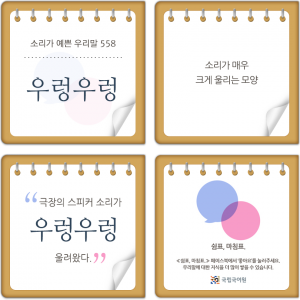 소리가 예쁜 우리말 558
우렁우렁
소리가 매우
크게 울리는 모양
“극장의 스피커 소리가
우렁우렁
울려왔다.”
쉼표, 마침표.
<쉼표, 마침표.> 페이스북에서 '좋아요'를 눌러주세요.
우리말에 대한 지식을 더 많이 쌓을 수 있습니다.
국립국어원